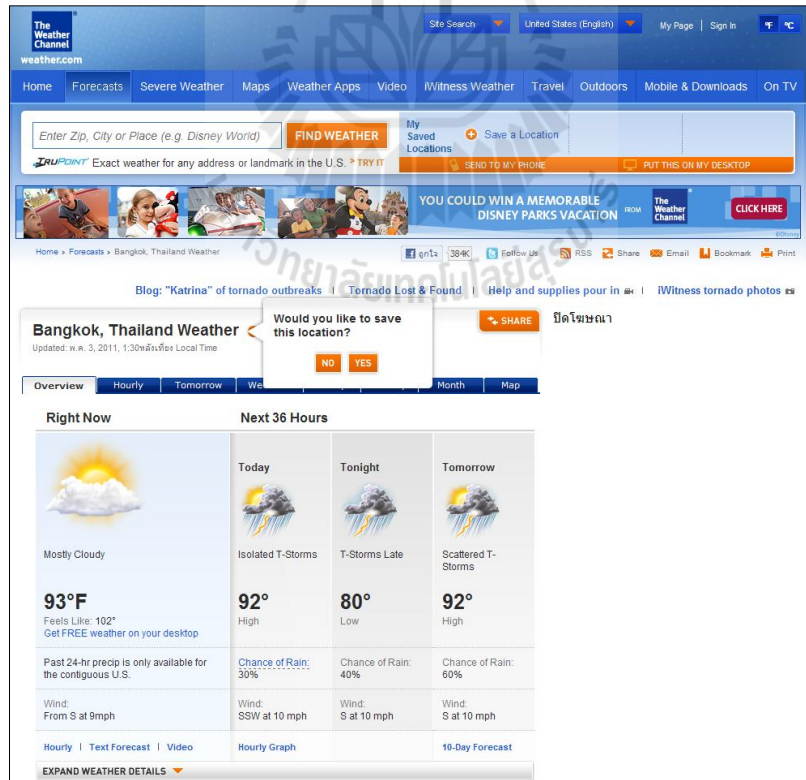 The
Weather
Channel
weather.com
Site Search
United States (English)
My Page | Sign In
°F °C
Home Forecasts Severe Weather Maps Weather Apps Video iWitness Weather Travel Outdoors Mobile & Downloads On TV
Enter Zip, City or Place (e.g. Disney World)
FIND WEATHER
My
Saved
Locations
Save a Location
TRUPOINT Exact weather for any address or landmark in the U.S. > TRY IT
SEND TO MY PHONE
PUT THIS ON MY DESKTOP
YOU COULD WIN A MEMORABLE
DISNEY PARKS VACATION
FROM
The
Weather
Channel
CLICK HERE
©Disney
Home > Forecasts > Bangkok, Thailand Weather
ถูกใจ 384K Follow Us RSS Share Email Bookmark Print
Blog: "Katrina" of tornado outbreaks | Tornado Lost & Found | Help and supplies pour in | iWitness tornado photos
Bangkok, Thailand Weather
Updated: พ.ค. 3, 2011, 1:30หลังเที่ยง Local Time
Would you like to save
this location?
NO YES
SHARE
ปิดโฆษณา
Overview Hourly Tomorrow Month Map
Right Now
Next 36 Hours
Today Tonight Tomorrow
Mostly Cloudy Isolated T-Storms T-Storms Late Scattered T-
Storms
93°F 92° 80° 92°
Feels Like: 102° High Low High
Get FREE weather on your desktop
Past 24-hr precip is only available for Chance of Rain: Chance of Rain: Chance of Rain:
the contiguous U.S. 30% 40% 60%
Wind: Wind: Wind: Wind:
From S at 9mph SSW at 10 mph S at 10 mph S at 10 mph
Hourly | Text Forecast | Video Hourly Graph 10-Day Forecast
EXPAND WEATHER DETAILS